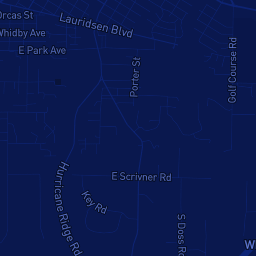 Orcas St
Lauridsen Blvd
Whidby Ave
E Park Ave
Porter St
Golf Course Rd
Hurricane Ridge Rd
E Scrivner Rd
Key Rd
S Doss Rd
W